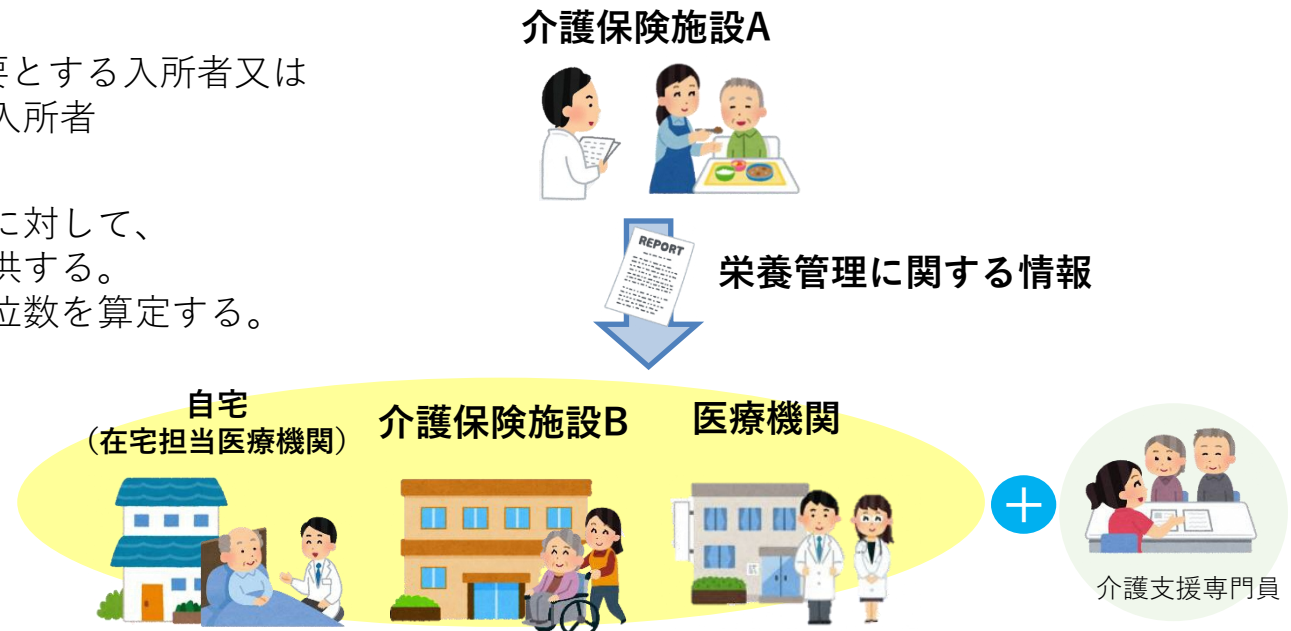 介護保険施設A
要とする入所者又は
入所者
に対して、
供する。
位数を算定する。
REPORT
栄養管理に関する情報
自宅
（在宅担当医療機関）
介護保険施設B
医療機関
＋
介護支援専門員